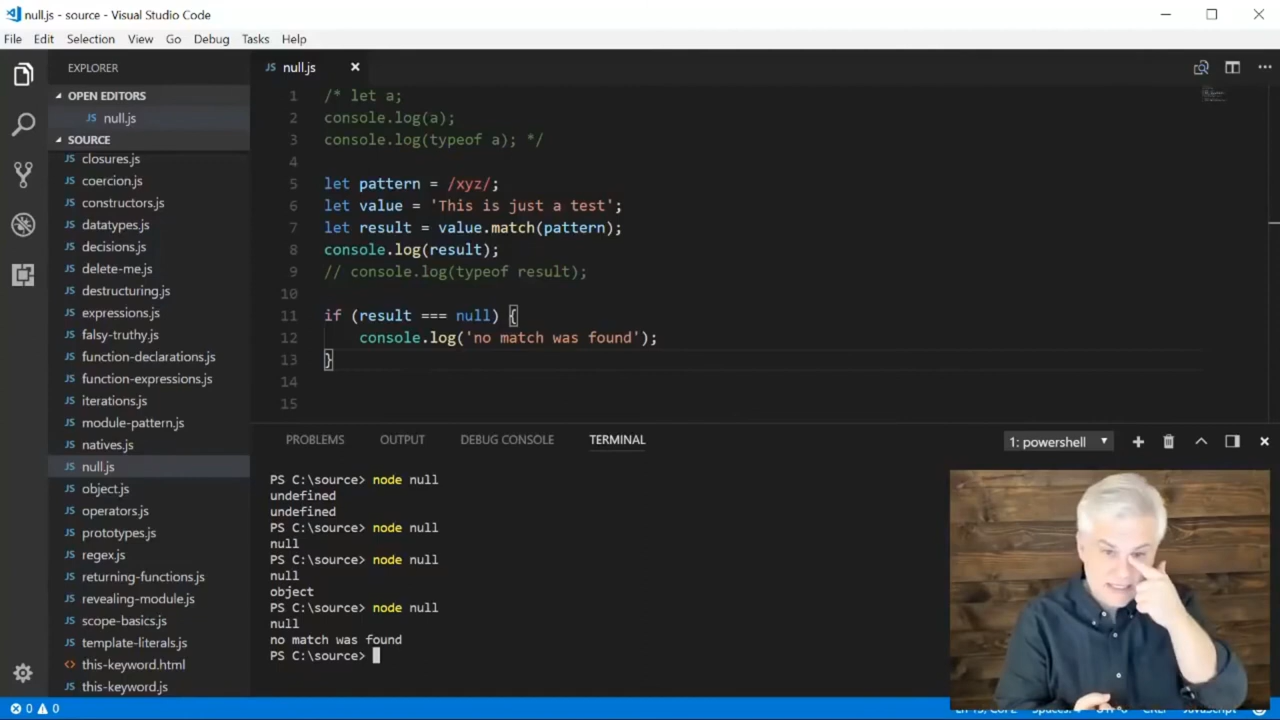 null.js - source - Visual Studio Code
File Edit Selection View Go Debug Tasks Help
EXPLORER
OPEN EDITORS
JS null.js
SOURCE
JS closures.js
JS coercion.js
JS constructors.js
JS datatypes.js
JS decisions.js
JS delete-me.js
JS destructuring.js
JS expressions.js
JS falsy-truthy.js
JS function-declarations.js
JS function-expressions.js
JS iterations.js
JS module-pattern.js
JS natives.js
JS null.js
JS object.js
JS operators.js
JS prototypes.js
JS regex.js
JS returning-functions.js
JS revealing-module.js
JS scope-basics.js
JS template-literals.js
<> this-keyword.html
JS this-keyword.js
JS null.js
1 /* let a;
2 console.log(a);
3 console.log(typeof a); */
4
5 let pattern = /xyz/;
6 let value = 'This is just a test';
7 let result = value.match(pattern);
8 console.log(result);
9 // console.log(typeof result);
10
11 if (result === null) {
12 console.log('no match was found');
13 }
14
15
PROBLEMS OUTPUT DEBUG CONSOLE TERMINAL
1: powershell
PS C:\source> node null
undefined
undefined
PS C:\source> node null
null
PS C:\source> node null
null
object
PS C:\source> node null
null
no match was found
PS C:\source>
0 0